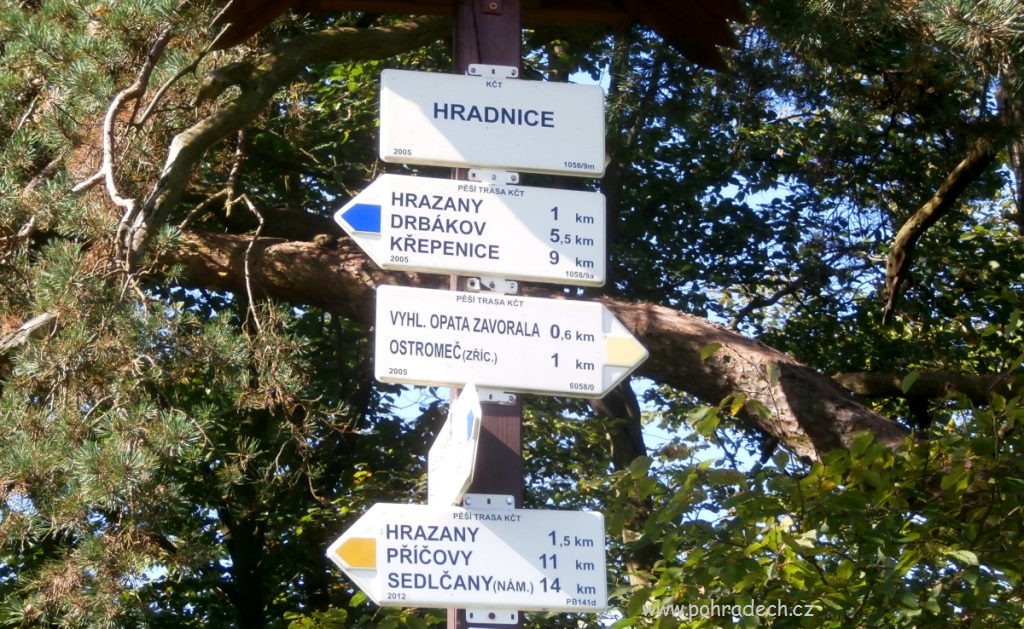 KČT
HRADNICE
2005 1058/9m
PĚŠÍ TRASA KČT
HRAZANY 1 km
DRBÁKOV 5,5 km
KŘEPENICE 9 km
2005 1058/9a
PĚŠÍ TRASA KČT
VYHL. OPATA ZAVORALA 0,6 km
OSTROMEČ (ZŘÍC.) 1 km
2005 6058/0
PĚŠÍ TRASA KČT
HRAZANY 1,5 km
PŘÍČOVY 11 km
SEDLČANY (NÁM.) 14 km
2012 PB141d
www.pohradech.cz